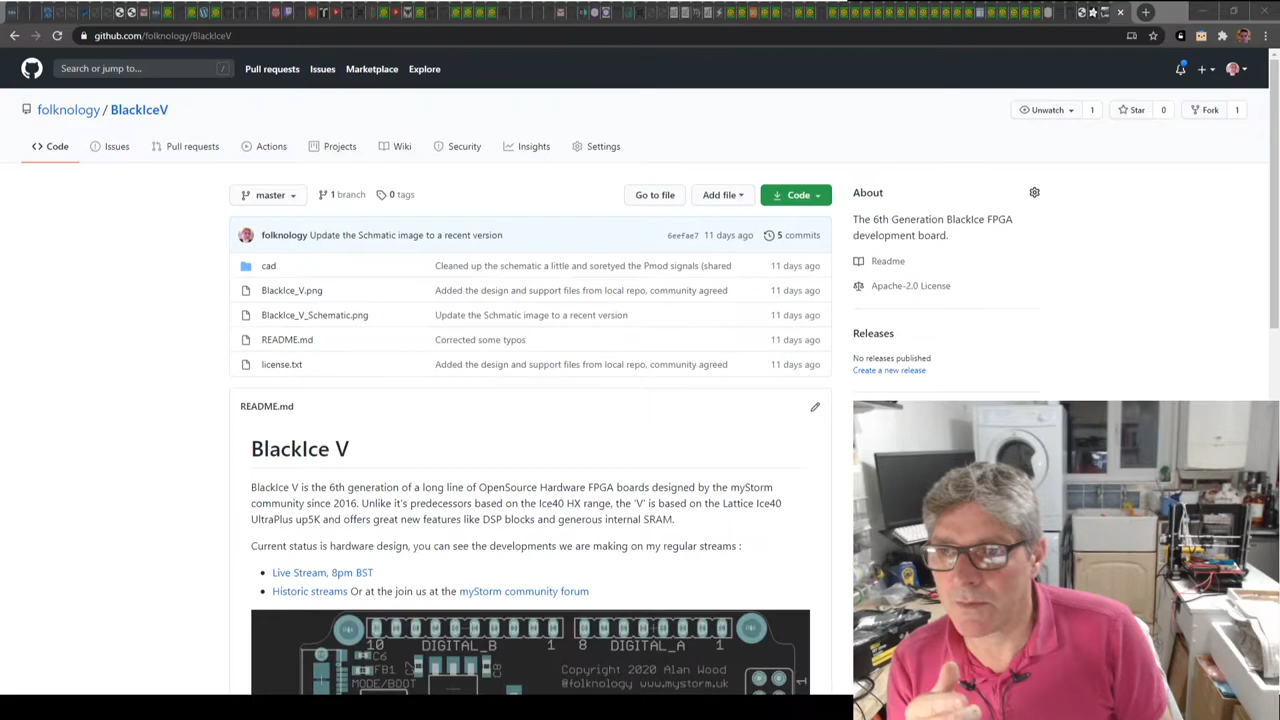 github.com/folknology/BlackIceV
Search or jump to...
/
Pull requests
Issues
Marketplace
Explore
folknology / BlackIceV
Unwatch
1
Star
0
Fork
1
Code
Issues
Pull requests
Actions
Projects
Wiki
Security
Insights
Settings
master
1 branch
0 tags
Go to file
Add file
Code
folknology Update the Schmatic image to a recent version
6eefae7 11 days ago
5 commits
cad
Cleaned up the schematic a little and soretyed the Pmod signals (shared
11 days ago
BlackIce_V.png
Added the design and support files from local repo, community agreed
11 days ago
BlackIce_V_Schematic.png
Update the Schmatic image to a recent version
11 days ago
README.md
Corrected some typos
11 days ago
license.txt
Added the design and support files from local repo, community agreed
11 days ago
About
The 6th Generation BlackIce FPGA
development board.
Readme
Apache-2.0 License
Releases
No releases published
Create a new release
README.md
BlackIce V
BlackIce V is the 6th generation of a long line of OpenSource Hardware FPGA boards designed by the myStorm
community since 2016. Unlike it's predecessors based on the Ice40 HX range, the 'V' is based on the Lattice Ice40
UltraPlus up5K and offers great new features like DSP blocks and generous internal SRAM.
Current status is hardware design, you can see the developments we are making on my regular streams :
Live Stream, 8pm BST
Historic streams Or at the join us at the myStorm community forum
10 DIGITAL_B 1
8 DIGITAL_A 1
C6
FB1
MODE/BOOT
C8
Copyright 2020 Alan Wood
@folknology www.mystorm.uk
1